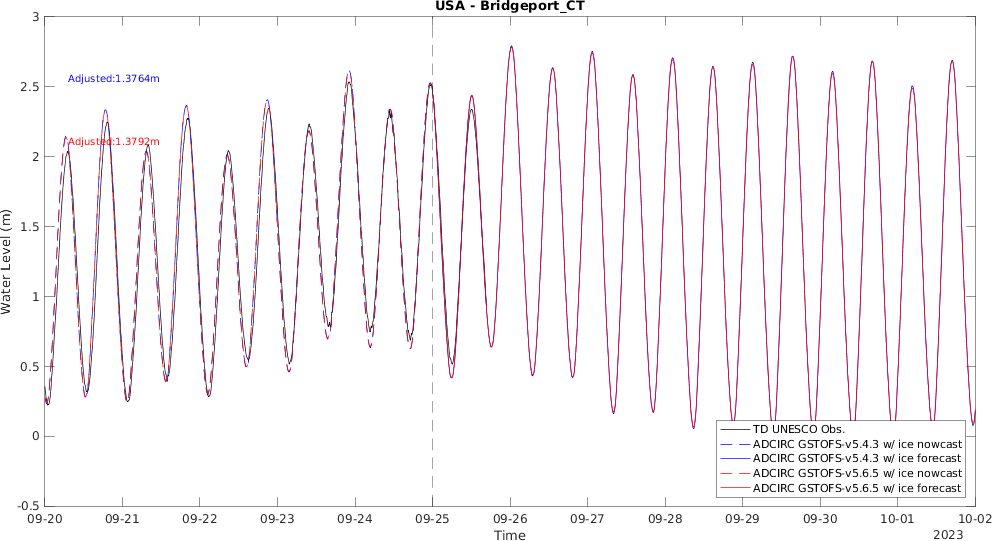 USA - Bridgeport_CT
3
2.5
2
1.5
1
0.5
0
-0.5
Water Level (m)
Adjusted:1.3764m
Adjusted:1.3792m
TD UNESCO Obs.
ADCIRC GSTOFS-v5.4.3 w/ ice nowcast
ADCIRC GSTOFS-v5.4.3 w/ ice forecast
ADCIRC GSTOFS-v5.6.5 w/ ice nowcast
ADCIRC GSTOFS-v5.6.5 w/ ice forecast
09-20 09-21 09-22 09-23 09-24 09-25 09-26 09-27 09-28 09-29 09-30 10-01 10-02
Time
2023